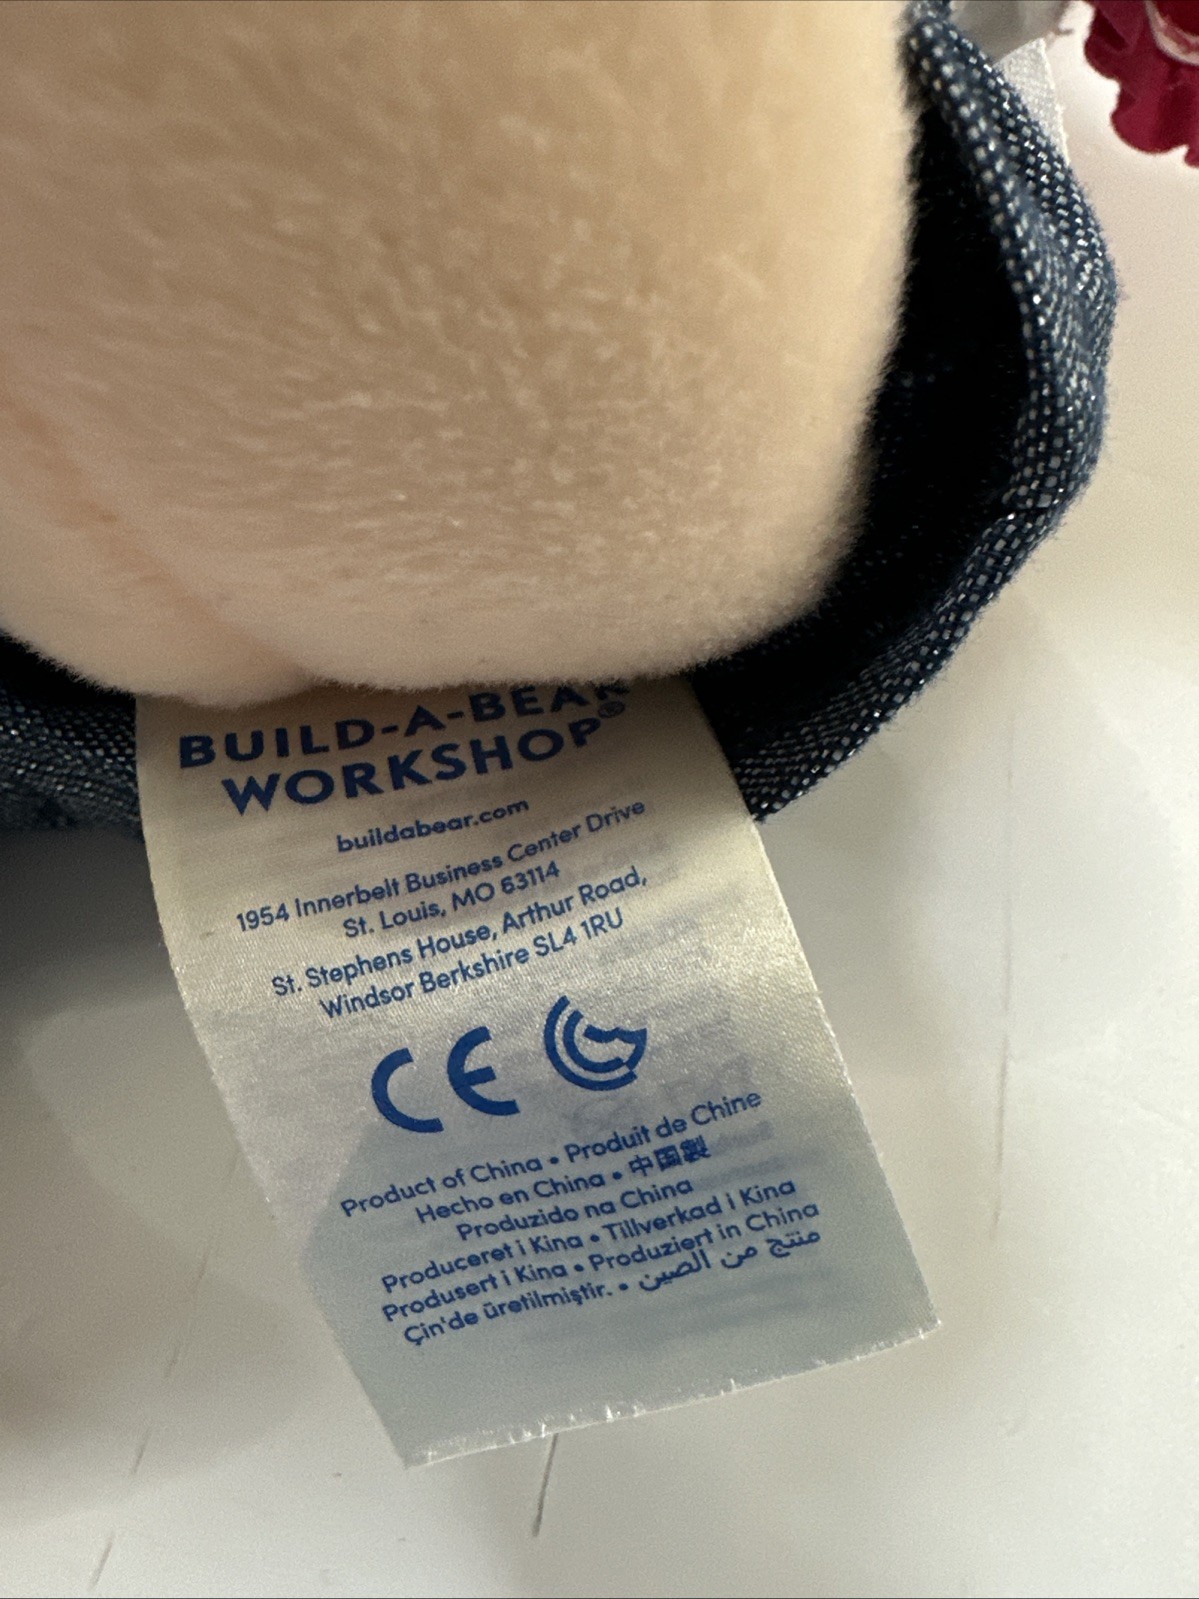 BUILD-A-BEAR
WORKSHOP®
buildabear.com
1954 Innerbelt Business Center Drive
St. Louis, MO 63114
St. Stephens House, Arthur Road,
Windsor Berkshire SL4 1RU
CE
Product of China • Produit de Chine
Hecho en China • 中国製
Produzido na China
Produceret i Kina • Tillverkad i Kina
Produsert i Kina • Produziert in China
Çin'de üretilmiştir. • منتج من الصين